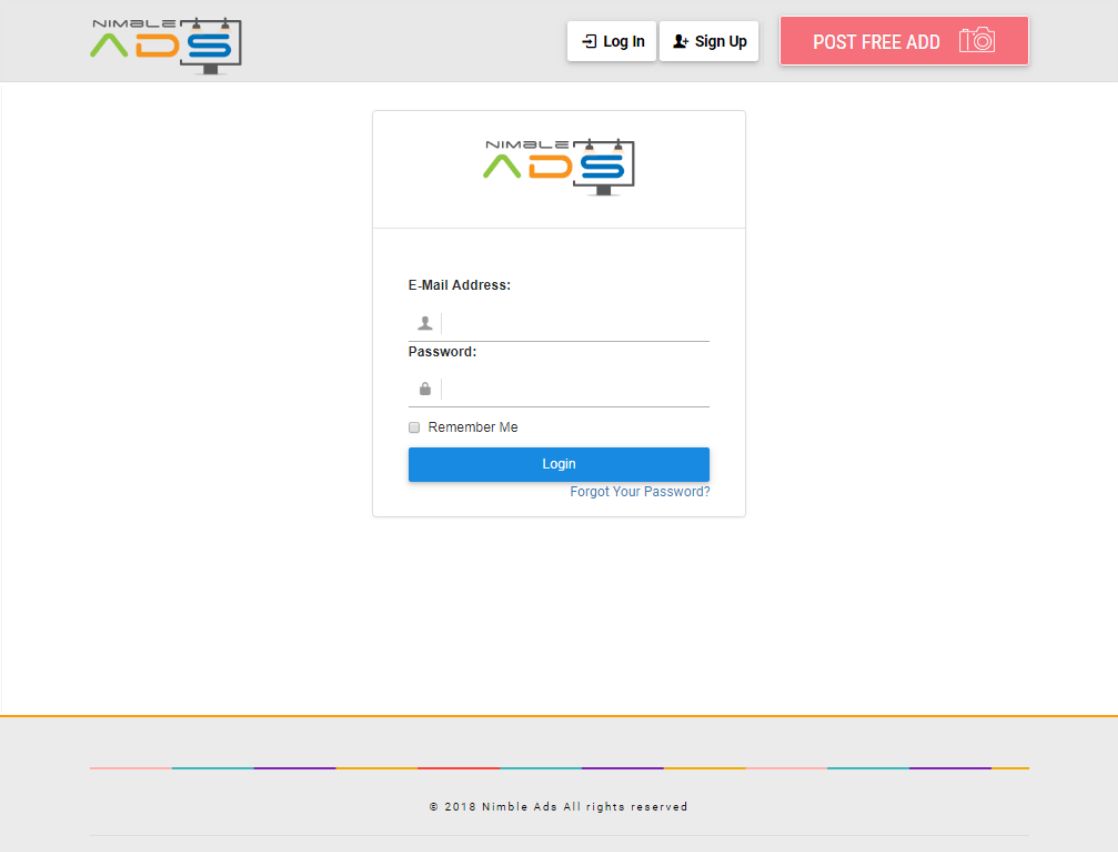 NIMBLE
ADS
Log In
Sign Up
POST FREE ADD
NIMBLE
ADS
E-Mail Address:
Password:
Remember Me
Login
Forgot Your Password?
© 2018 Nimble Ads All rights reserved